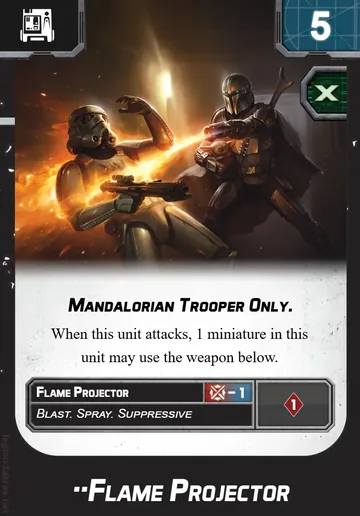 5
MANDALORIAN TROOPER ONLY.
When this unit attacks, 1 miniature in this
unit may use the weapon below.
FLAME PROJECTOR – 1
BLAST. SPRAY. SUPPRESSIVE
1
••FLAME PROJECTOR